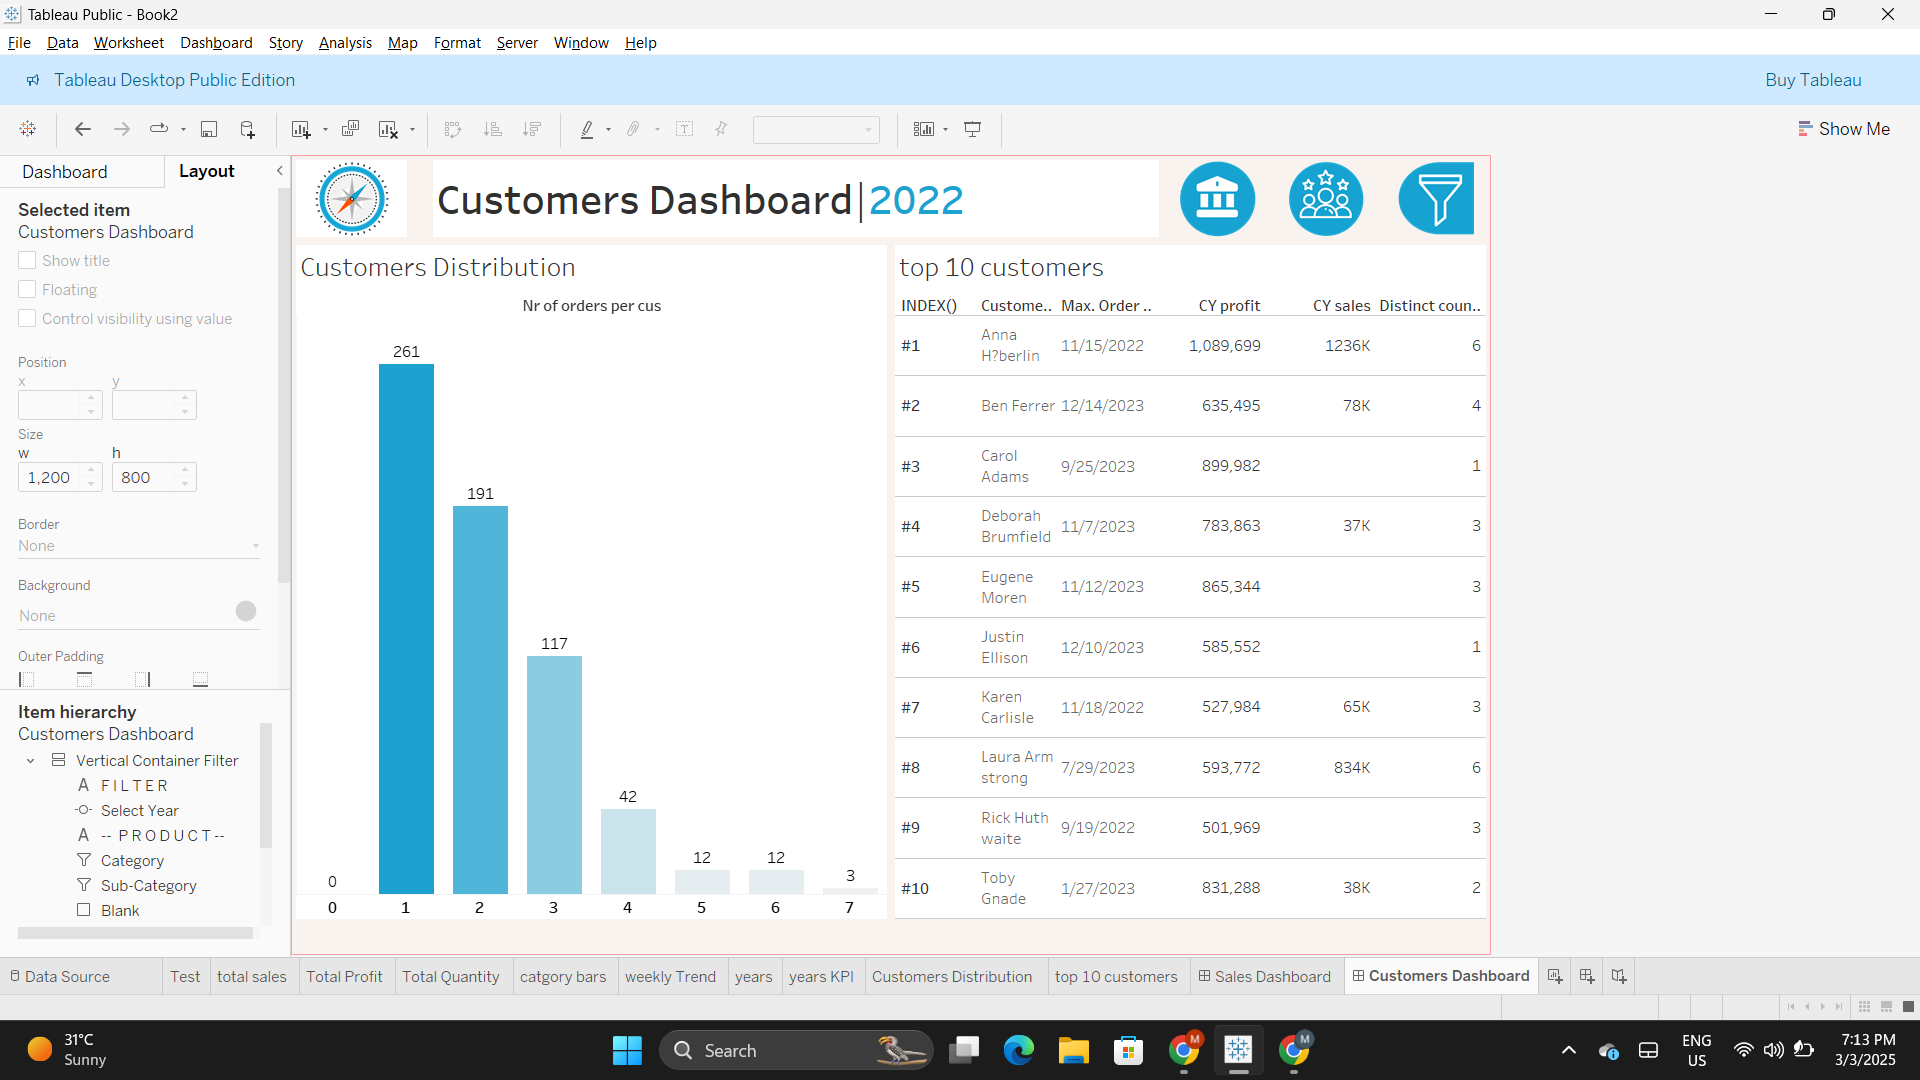 Tableau Public - Book2
File Data Worksheet Dashboard Story Analysis Map Format Server Window Help
Tableau Desktop Public Edition
Buy Tableau
Show Me
Dashboard
Layout
Selected item
Customers Dashboard
Show title
Floating
Control visibility using value
Position
x y
Size
w h
1,200 800
Border
None
Background
None
Outer Padding
Item hierarchy
Customers Dashboard
Vertical Container Filter
A F I L T E R
Select Year
A -- P R O D U C T --
Category
Sub-Category
Blank
Customers Dashboard|2022
Customers Distribution
Nr of orders per cus
261
191
117
42
12
12
3
0
0 1 2 3 4 5 6 7
top 10 customers
INDEX() Custome.. Max. Order .. CY profit CY sales Distinct coun..
#1 Anna H?berlin 11/15/2022 1,089,699 1236K 6
#2 Ben Ferrer 12/14/2023 635,495 78K 4
#3 Carol Adams 9/25/2023 899,982 1
#4 Deborah Brumfield 11/7/2023 783,863 37K 3
#5 Eugene Moren 11/12/2023 865,344 3
#6 Justin Ellison 12/10/2023 585,552 1
#7 Karen Carlisle 11/18/2022 527,984 65K 3
#8 Laura Arm strong 7/29/2023 593,772 834K 6
#9 Rick Huth waite 9/19/2022 501,969 3
#10 Toby Gnade 1/27/2023 831,288 38K 2
Data Source Test total sales Total Profit Total Quantity catgory bars weekly Trend years years KPI Customers Distribution top 10 customers Sales Dashboard Customers Dashboard
31°C
Sunny
Search
M
M
ENG
US
7:13 PM
3/3/2025